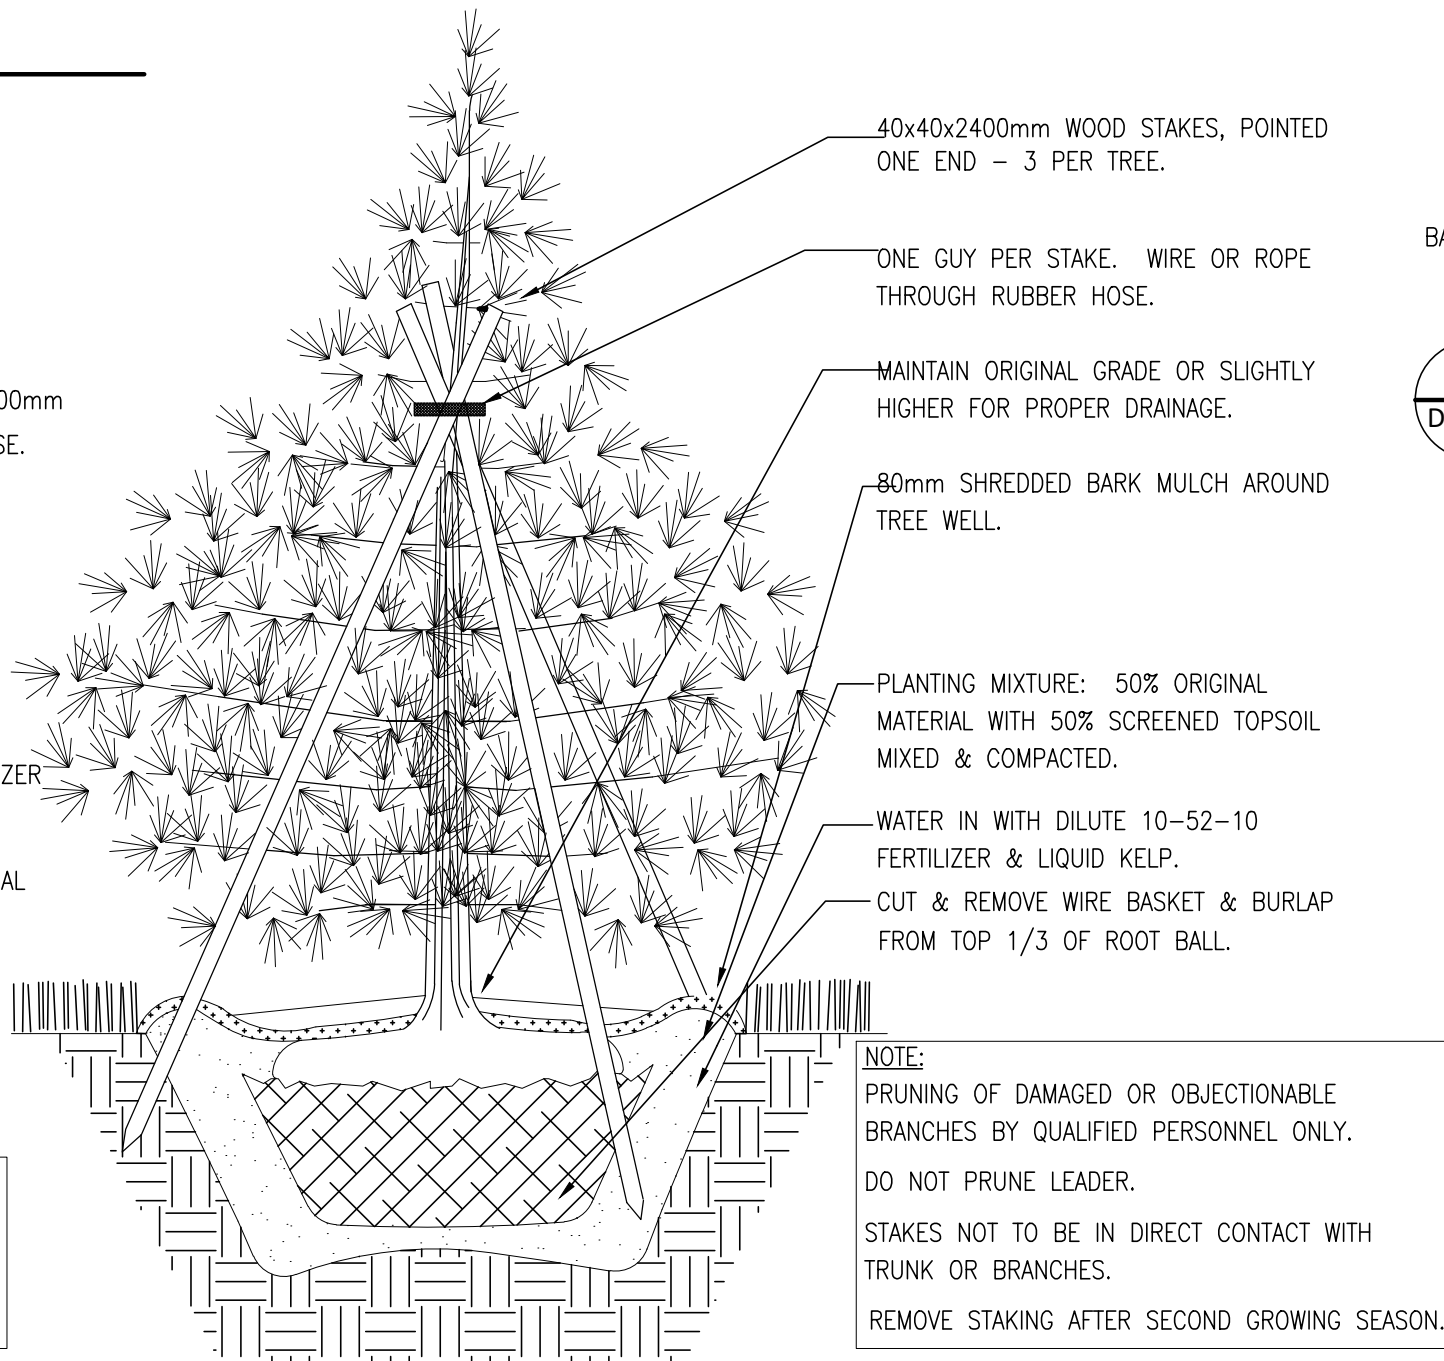 40x40x2400mm WOOD STAKES, POINTED
ONE END – 3 PER TREE.
ONE GUY PER STAKE. WIRE OR ROPE
THROUGH RUBBER HOSE.
MAINTAIN ORIGINAL GRADE OR SLIGHTLY
HIGHER FOR PROPER DRAINAGE.
80mm SHREDDED BARK MULCH AROUND
TREE WELL.
PLANTING MIXTURE: 50% ORIGINAL
MATERIAL WITH 50% SCREENED TOPSOIL
MIXED & COMPACTED.
WATER IN WITH DILUTE 10–52–10
FERTILIZER & LIQUID KELP.
CUT & REMOVE WIRE BASKET & BURLAP
FROM TOP 1/3 OF ROOT BALL.
NOTE:
PRUNING OF DAMAGED OR OBJECTIONABLE
BRANCHES BY QUALIFIED PERSONNEL ONLY.
DO NOT PRUNE LEADER.
STAKES NOT TO BE IN DIRECT CONTACT WITH
TRUNK OR BRANCHES.
REMOVE STAKING AFTER SECOND GROWING SEASON.
00mm
SE.
ZER
AL
BA
D